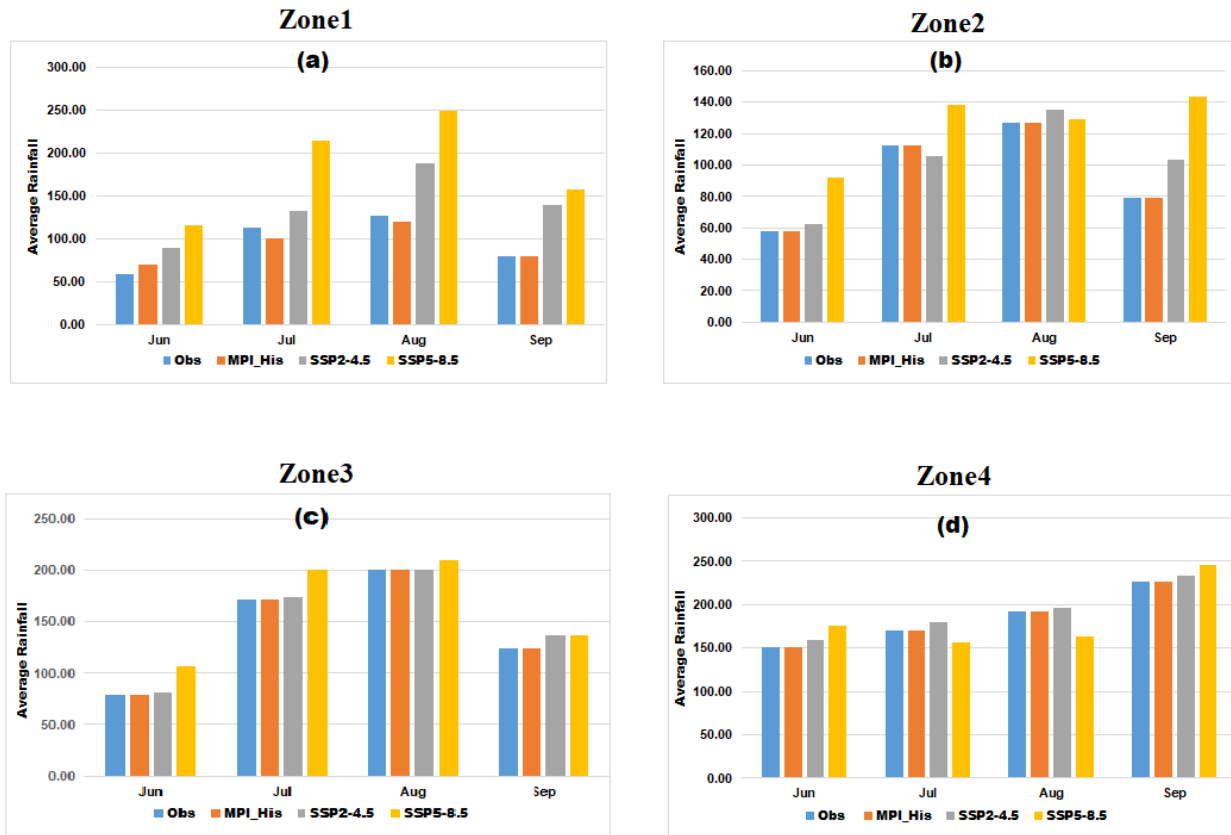 Zone1
(a)
Average Rainfall
300.00
250.00
200.00
150.00
100.00
50.00
0.00
Jun Jul Aug Sep
Obs MPI_His SSP2-4.5 SSP5-8.5
Zone2
(b)
Average Rainfall
160.00
140.00
120.00
100.00
80.00
60.00
40.00
20.00
0.00
Jun Jul Aug Sep
Obs MPI_His SSP2-4.5 SSP5-8.5
Zone3
(c)
Average Rainfall
250.00
200.00
150.00
100.00
50.00
0.00
Jun Jul Aug Sep
Obs MPI_His SSP2-4.5 SSP5-8.5
Zone4
(d)
Average Rainfall
300.00
250.00
200.00
150.00
100.00
50.00
0.00
Jun Jul Aug Sep
Obs MPI_His SSP2-4.5 SSP5-8.5